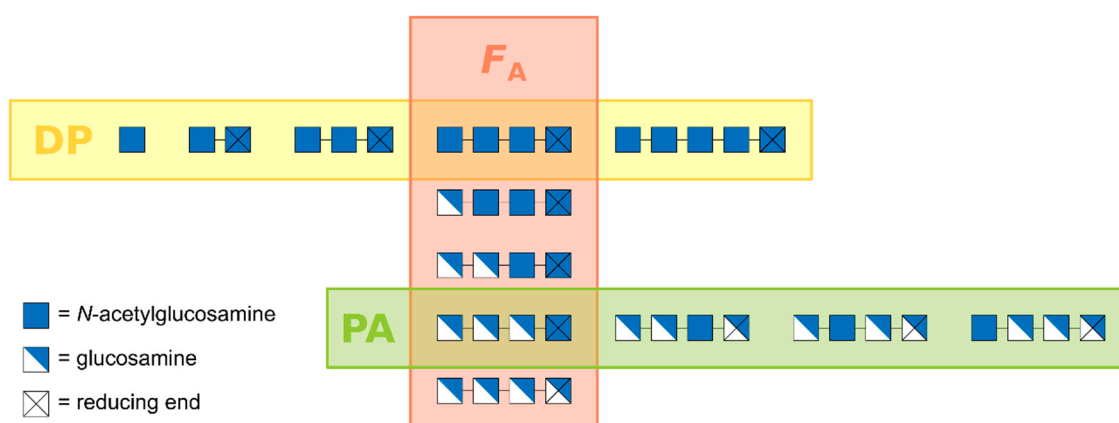 FA
DP
PA
= N-acetylglucosamine
= glucosamine
= reducing end